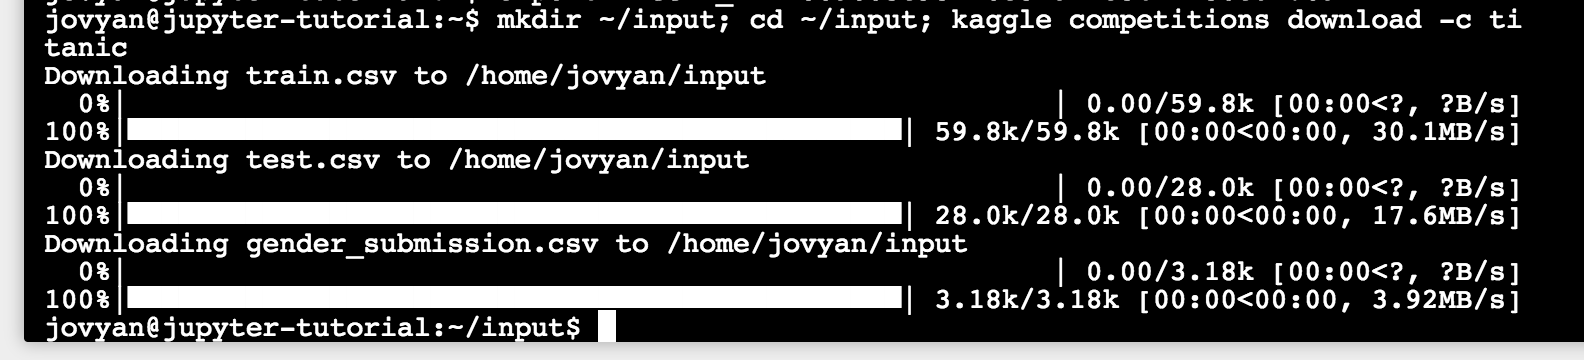 jovyan@jupyter-tutorial:~$ mkdir ~/input; cd ~/input; kaggle competitions download -c ti
tanic
Downloading train.csv to /home/jovyan/input
  0%|                                                       | 0.00/59.8k [00:00<?, ?B/s]
100%|██████████████████████████████████████████████| 59.8k/59.8k [00:00<00:00, 30.1MB/s]
Downloading test.csv to /home/jovyan/input
  0%|                                                       | 0.00/28.0k [00:00<?, ?B/s]
100%|██████████████████████████████████████████████| 28.0k/28.0k [00:00<00:00, 17.6MB/s]
Downloading gender_submission.csv to /home/jovyan/input
  0%|                                                       | 0.00/3.18k [00:00<?, ?B/s]
100%|██████████████████████████████████████████████| 3.18k/3.18k [00:00<00:00, 3.92MB/s]
jovyan@jupyter-tutorial:~/input$